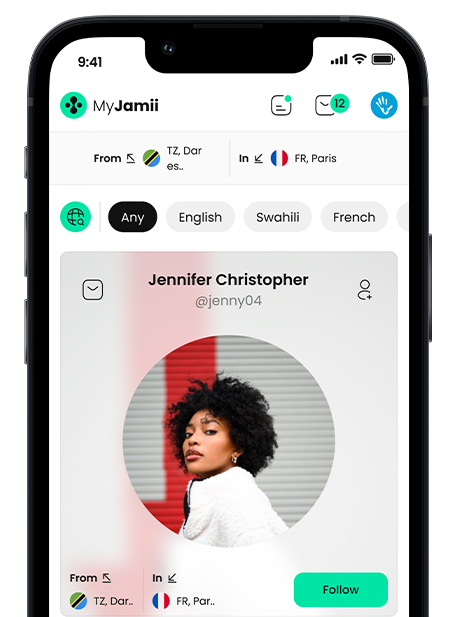 9:41
MyJamii
12
From TZ, Dar es.. In FR, Paris
Any English Swahili French
Jennifer Christopher
@jenny04
From In
TZ, Dar.. FR, Par..
Follow